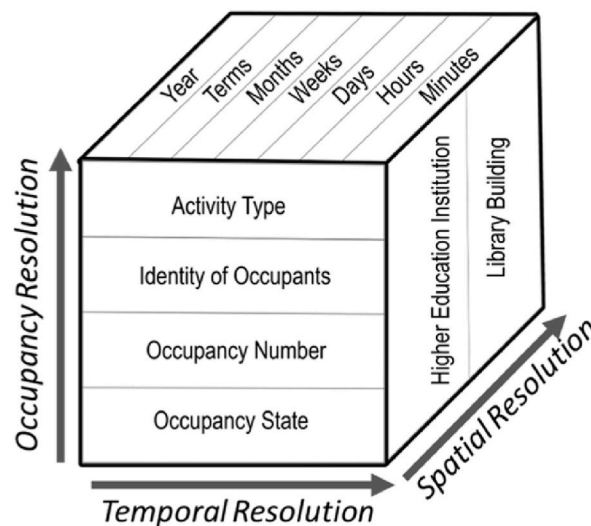 Year
Terms
Months
Weeks
Days
Hours
Minutes
Activity Type
Identity of Occupants
Occupancy Number
Occupancy State
Higher Education Institution
Library Building
Occupancy Resolution
Temporal Resolution
Spatial Resolution